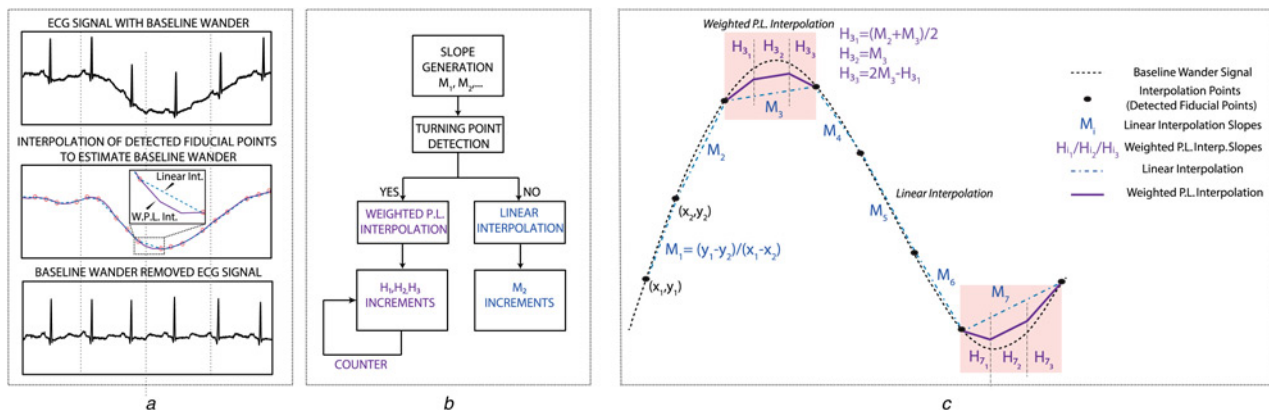 ECG SIGNAL WITH BASELINE WANDER
INTERPOLATION OF DETECTED FIDUCIAL POINTS
TO ESTIMATE BASELINE WANDER
Linear Int.
W.P.L. Int.
BASELINE WANDER REMOVED ECG SIGNAL
a
SLOPE
GENERATION
M₁, M₂,...
TURNING POINT
DETECTION
YES
NO
WEIGHTED P.L.
INTERPOLATION
LINEAR
INTERPOLATION
H₁,H₂,H₃
INCREMENTS
M₂
INCREMENTS
COUNTER
b
Weighted P.L. Interpolation
H₃₁ H₃₂ H₃₃
H₃₁=(M₂+M₃)/2
H₃₂=M₃
H₃₃=2M₃-H₃₁
M₃
M₂
M₄
(x₂,y₂)
Linear Interpolation
M₅
M₁= (y₁-y₂)/(x₁-x₂)
(x₁,y₁)
M₆
M₇
H₇₁ H₇₂ H₇₃
Baseline Wander Signal
Interpolation Points
(Detected Fiducial Points)
Mᵢ Linear Interpolation Slopes
Hᵢ₁/Hᵢ₂/Hᵢ₃ Weighted P.L.Interp.Slopes
Linear Interpolation
Weighted P.L.Interpolation
c